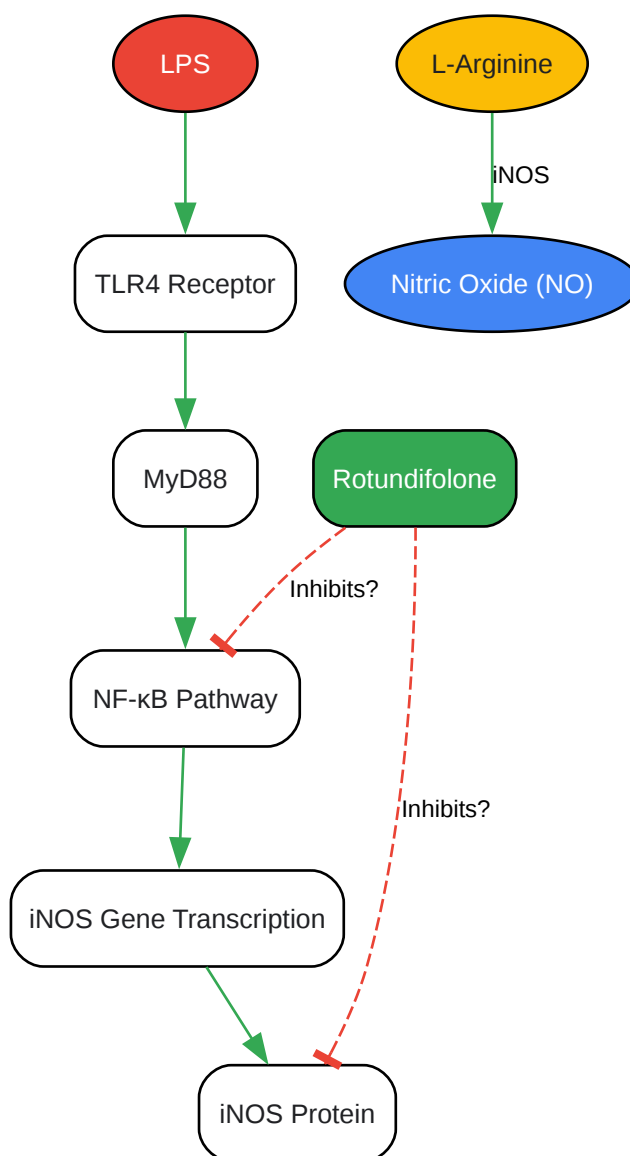 LPS
L-Arginine
iNOS
TLR4 Receptor
Nitric Oxide (NO)
MyD88
Rotundifolone
Inhibits?
NF-κB Pathway
Inhibits?
iNOS Gene Transcription
iNOS Protein